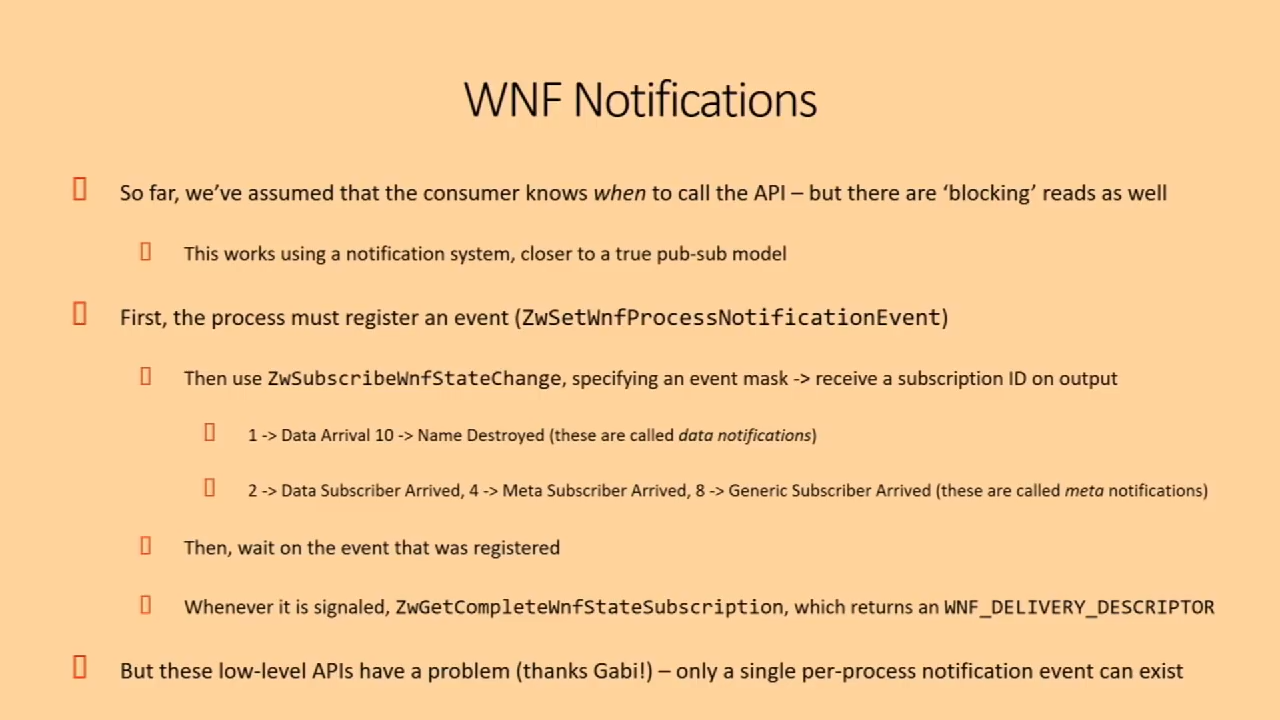 WNF Notifications
So far, we’ve assumed that the consumer knows when to call the API – but there are ‘blocking’ reads as well
This works using a notification system, closer to a true pub-sub model
First, the process must register an event (ZwSetWnfProcessNotificationEvent)
Then use ZwSubscribeWnfStateChange, specifying an event mask -> receive a subscription ID on output
1 -> Data Arrival 10 -> Name Destroyed (these are called data notifications)
2 -> Data Subscriber Arrived, 4 -> Meta Subscriber Arrived, 8 -> Generic Subscriber Arrived (these are called meta notifications)
Then, wait on the event that was registered
Whenever it is signaled, ZwGetCompleteWnfStateSubscription, which returns an WNF_DELIVERY_DESCRIPTOR
But these low-level APIs have a problem (thanks Gabi!) – only a single per-process notification event can exist